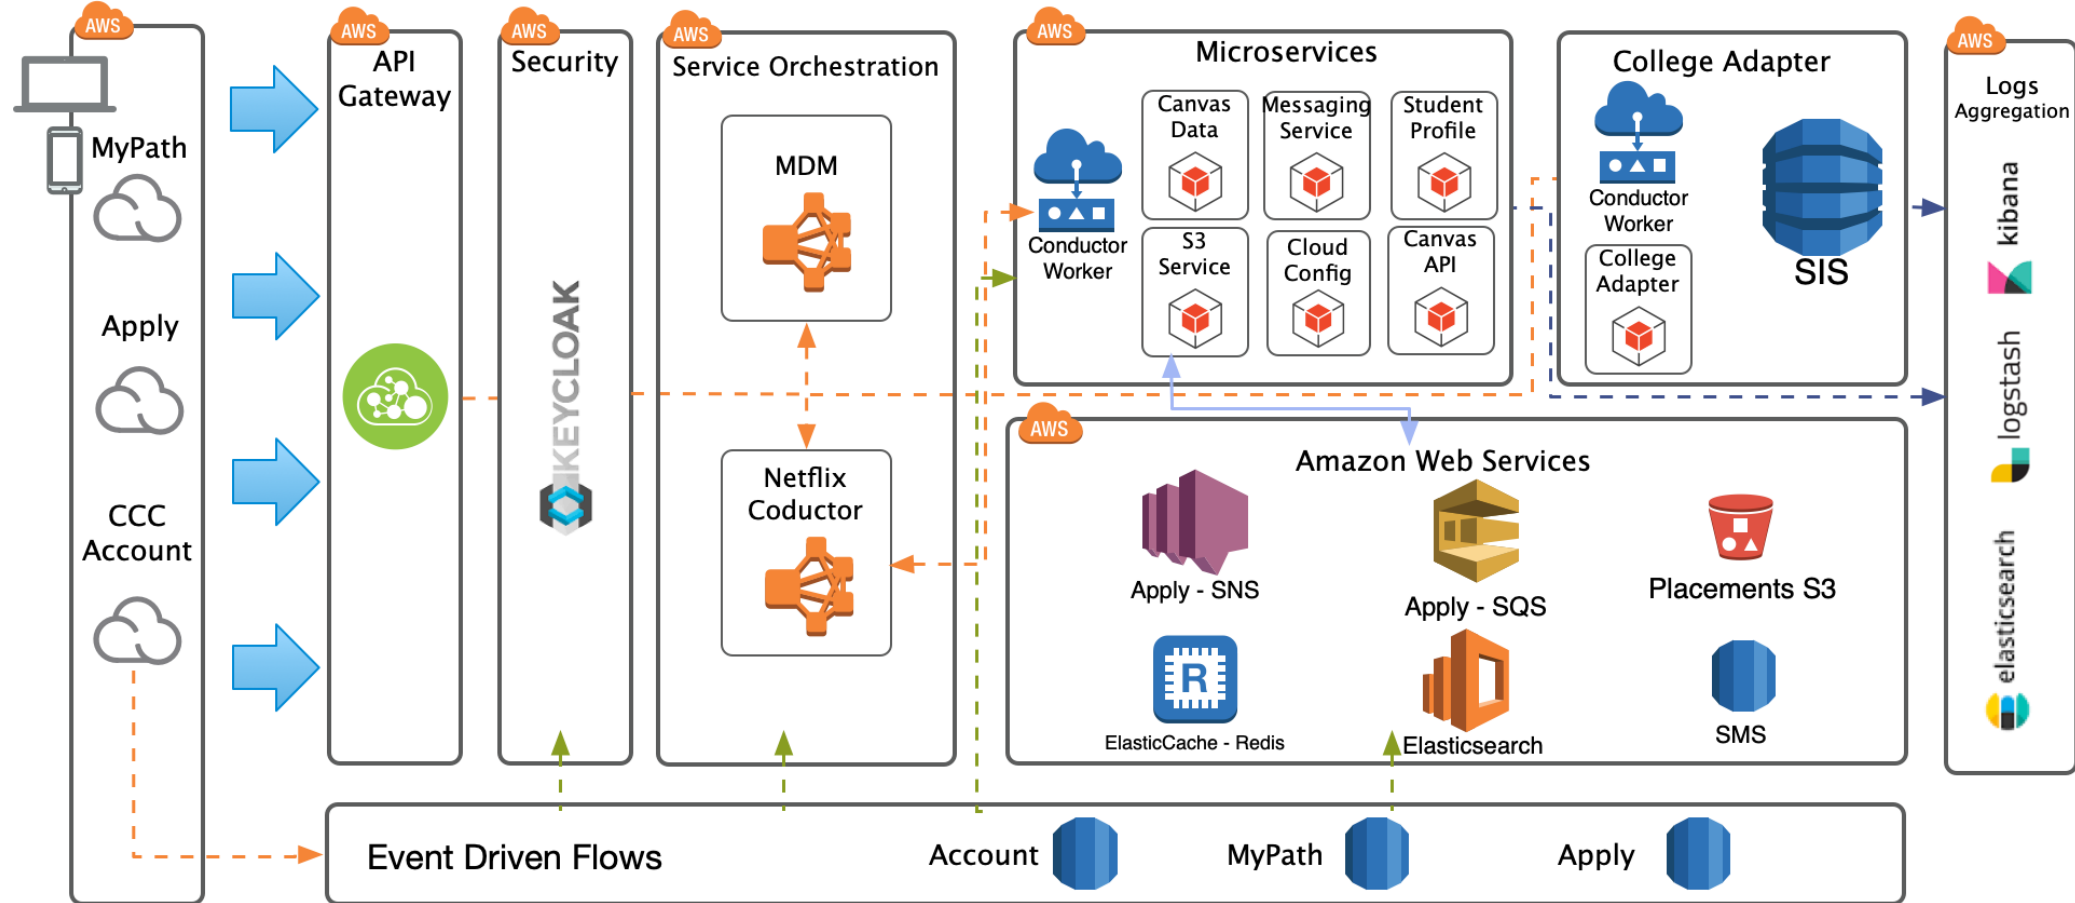 AWS
MyPath
Apply
CCC
Account
AWS
API
Gateway
AWS
Security
KEYCLOAK
AWS
Service Orchestration
MDM
Netflix
Coductor
AWS
Microservices
Conductor
Worker
Canvas
Data
Messaging
Service
Student
Profile
S3
Service
Cloud
Config
Canvas
API
College Adapter
Conductor
Worker
College
Adapter
SIS
AWS
Amazon Web Services
Apply - SNS
Apply - SQS
Placements S3
R
ElasticCache - Redis
Elasticsearch
SMS
AWS
Logs
Aggregation
kibana
logstash
elasticsearch
Event Driven Flows
Account
MyPath
Apply